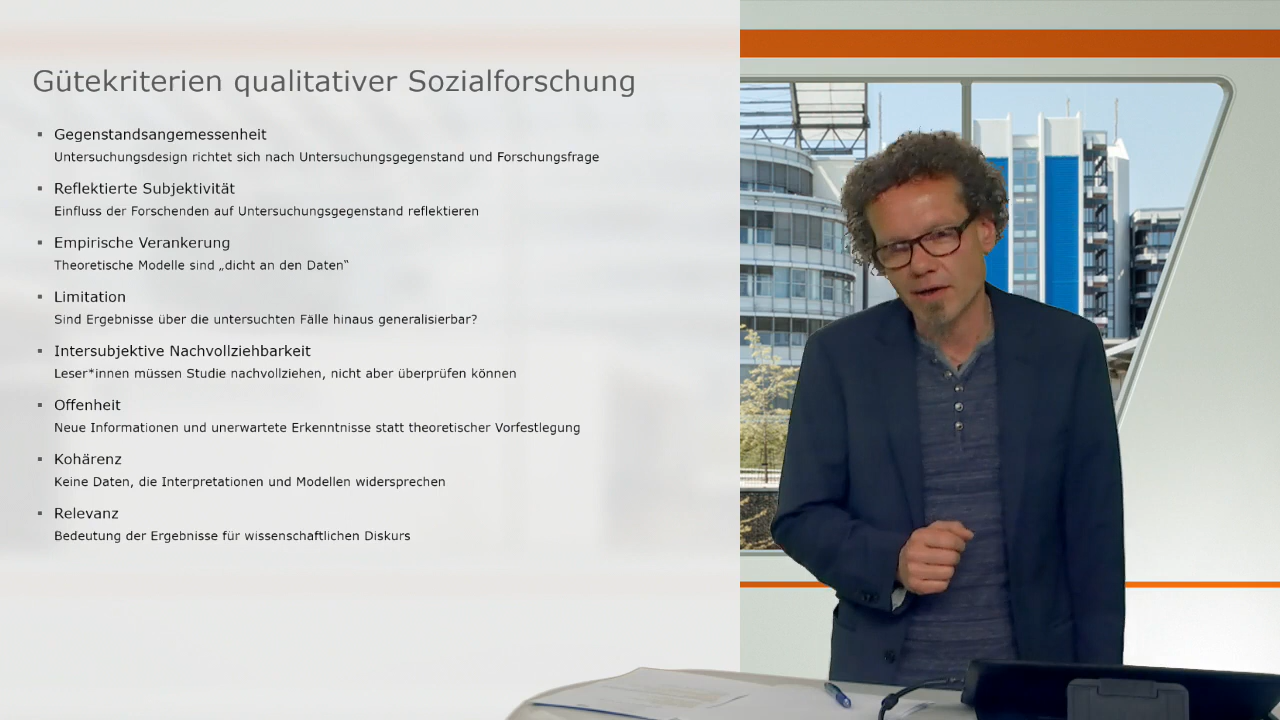 Gütekriterien qualitativer Sozialforschung
▪ Gegenstandsangemessenheit
Untersuchungsdesign richtet sich nach Untersuchungsgegenstand und Forschungsfrage
▪ Reflektierte Subjektivität
Einfluss der Forschenden auf Untersuchungsgegenstand reflektieren
▪ Empirische Verankerung
Theoretische Modelle sind „dicht an den Daten“
▪ Limitation
Sind Ergebnisse über die untersuchten Fälle hinaus generalisierbar?
▪ Intersubjektive Nachvollziehbarkeit
Leser*innen müssen Studie nachvollziehen, nicht aber überprüfen können
▪ Offenheit
Neue Informationen und unerwartete Erkenntnisse statt theoretischer Vorfestlegung
▪ Kohärenz
Keine Daten, die Interpretationen und Modellen widersprechen
▪ Relevanz
Bedeutung der Ergebnisse für wissenschaftlichen Diskurs